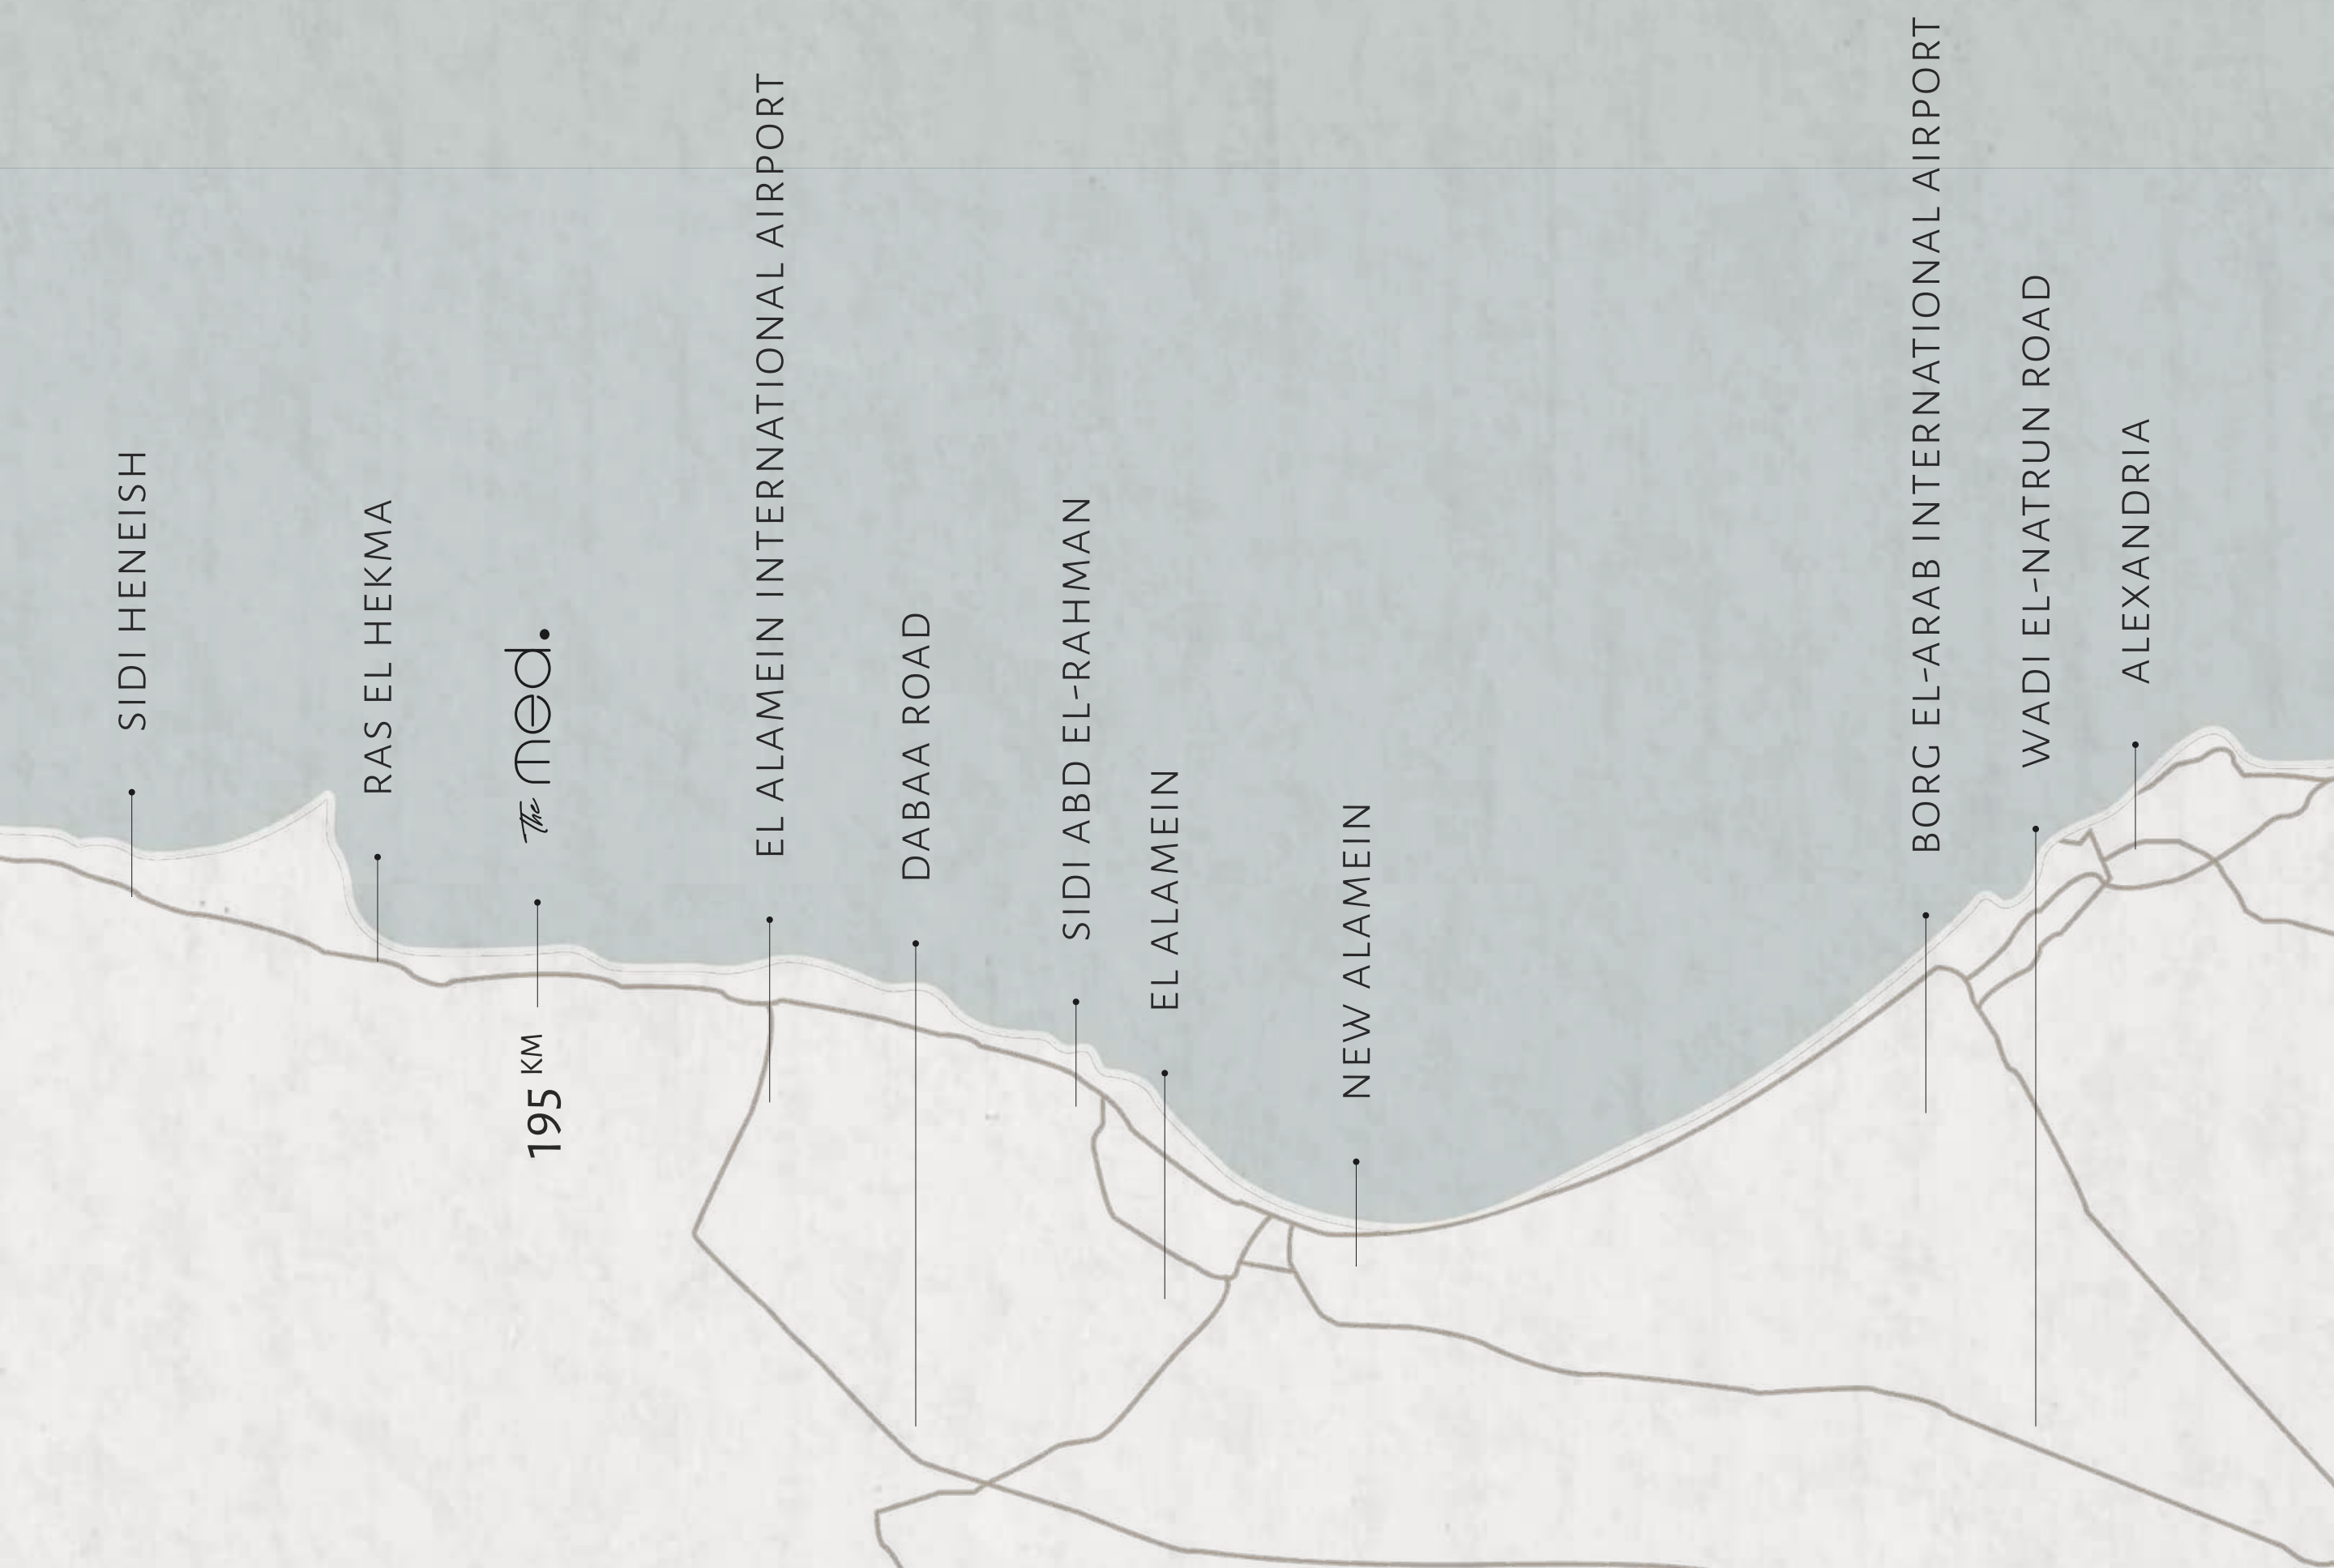 SIDI HENEISH
RAS EL HEKMA
The med.
195 KM
EL ALAMEIN INTERNATIONAL AIRPORT
DABAA ROAD
SIDI ABD EL-RAHMAN
EL ALAMEIN
NEW ALAMEIN
BORG EL-ARAB INTERNATIONAL AIRPORT
WADI EL-NATRUN ROAD
ALEXANDRIA